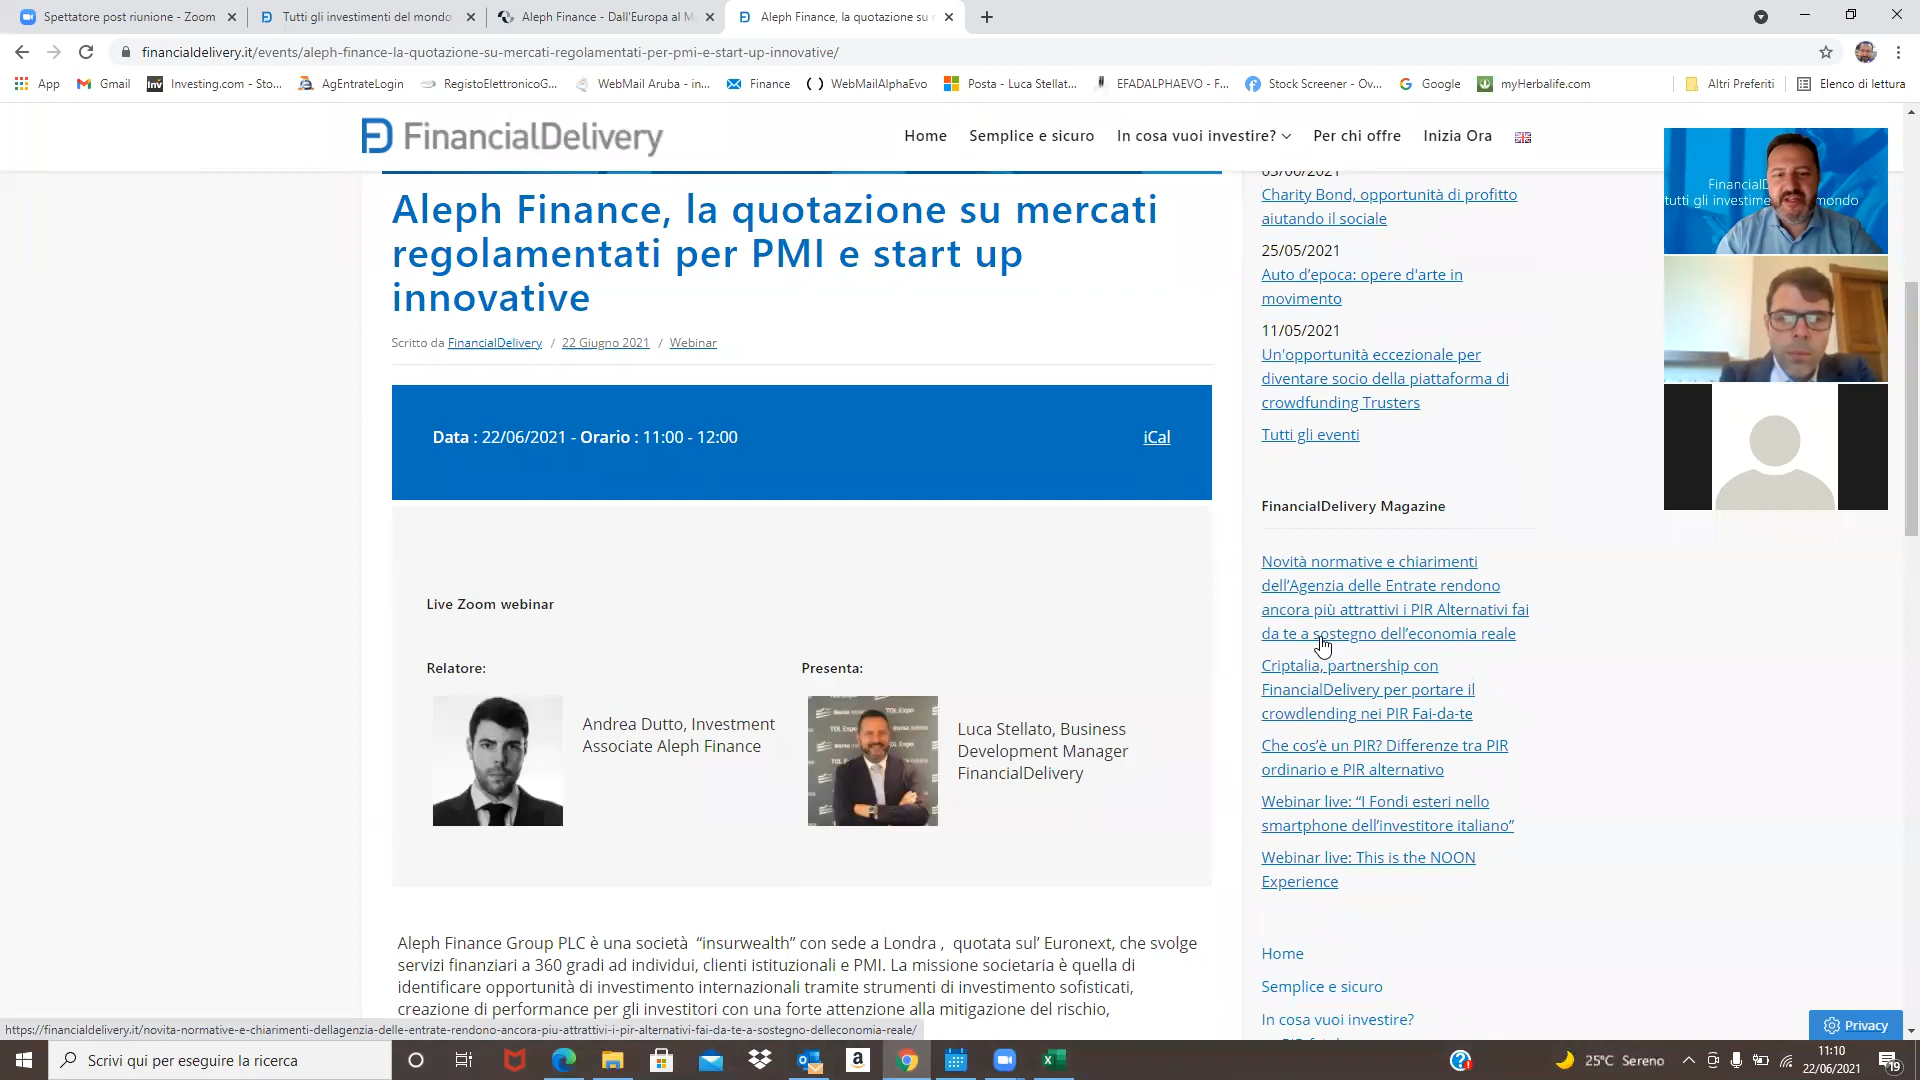 Spettatore post riunione - Zoom
Tutti gli investimenti del mondo
Aleph Finance - Dall'Europa al M
Aleph Finance, la quotazione su
financialdelivery.it/events/aleph-finance-la-quotazione-su-mercati-regolamentati-per-pmi-e-start-up-innovative/
App
Gmail
Inv
Investing.com - Sto...
AgEntrateLogin
RegistoElettronicoG...
WebMail Aruba - in...
Finance
WebMailAlphaEvo
Posta - Luca Stellat...
EFADALPHAEVO - F...
Stock Screener - Ov...
Google
myHerbalife.com
Altri Preferiti
Elenco di lettura
FinancialDelivery
Home
Semplice e sicuro
In cosa vuoi investire?
Per chi offre
Inizia Ora
Aleph Finance, la quotazione su mercati
regolamentati per PMI e start up
innovative
Scritto da FinancialDelivery / 22 Giugno 2021 / Webinar
Data : 22/06/2021 - Orario : 11:00 - 12:00
iCal
Live Zoom webinar
Relatore:
Andrea Dutto, Investment
Associate Aleph Finance
Presenta:
TOL Expo
Luca Stellato, Business
Development Manager
FinancialDelivery
Aleph Finance Group PLC è una società “insurwealth” con sede a Londra , quotata sul’ Euronext, che svolge
servizi finanziari a 360 gradi ad individui, clienti istituzionali e PMI. La missione societaria è quella di
identificare opportunità di investimento internazionali tramite strumenti di investimento sofisticati,
creazione di performance per gli investitori con una forte attenzione alla mitigazione del rischio,
03/06/2021
Charity Bond, opportunità di profitto
aiutando il sociale
25/05/2021
Auto d’epoca: opere d'arte in
movimento
11/05/2021
Un'opportunità eccezionale per
diventare socio della piattaforma di
crowdfunding Trusters
Tutti gli eventi
FinancialDelivery Magazine
Novità normative e chiarimenti
dell’Agenzia delle Entrate rendono
ancora più attrattivi i PIR Alternativi fai
da te a sostegno dell’economia reale
Criptalia, partnership con
FinancialDelivery per portare il
crowdlending nei PIR Fai-da-te
Che cos’è un PIR? Differenze tra PIR
ordinario e PIR alternativo
Webinar live: “I Fondi esteri nello
smartphone dell’investitore italiano”
Webinar live: This is the NOON
Experience
Home
Semplice e sicuro
In cosa vuoi investire?
FinancialD
tutti gli investime mondo
Privacy
https://financialdelivery.it/novita-normative-e-chiarimenti-dellagenzia-delle-entrate-rendono-ancora-piu-attrattivi-i-pir-alternativi-fai-da-te-a-sostegno-delleconomia-reale/
Scrivi qui per eseguire la ricerca
25°C Sereno
11:10
22/06/2021
19